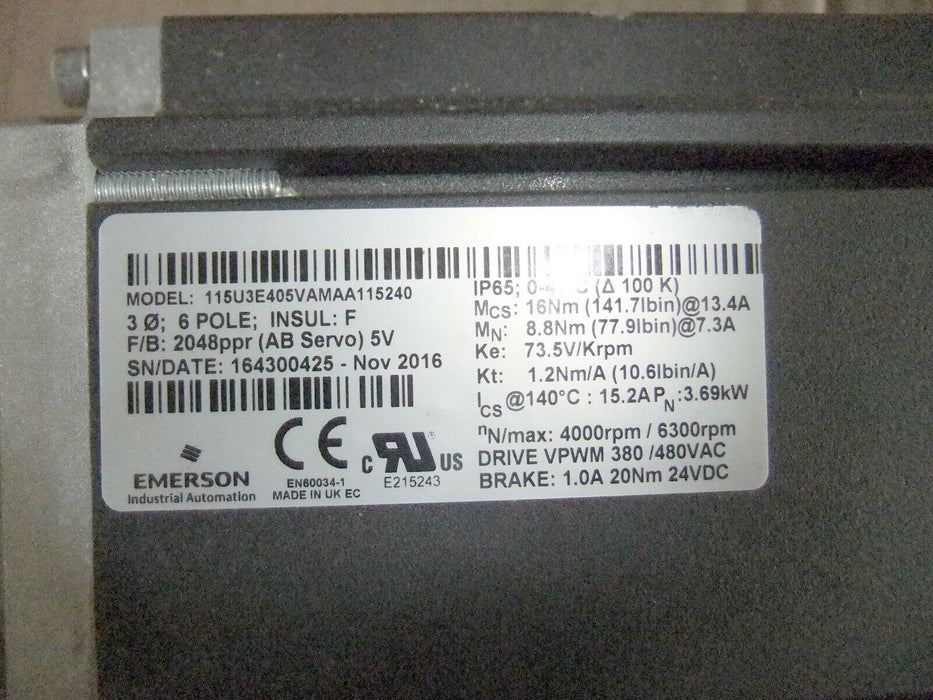 MODEL: 115U3E405VAMAA115240
3 Ø; 6 POLE; INSUL: F
F/B: 2048ppr (AB Servo) 5V
SN/DATE: 164300425 - Nov 2016
EMERSON
Industrial Automation
EN60034-1
MADE IN UK EC
CE
c RU US
®
E215243
IP65; (Δ 100 K)
MCS: 16Nm (141.7lbin)@13.4A
MN: 8.8Nm (77.9lbin)@7.3A
Ke: 73.5V/Krpm
Kt: 1.2Nm/A (10.6lbin/A)
ICS @140°C : 15.2A PN:3.69kW
nN/max: 4000rpm / 6300rpm
DRIVE VPWM 380 /480VAC
BRAKE: 1.0A 20Nm 24VDC